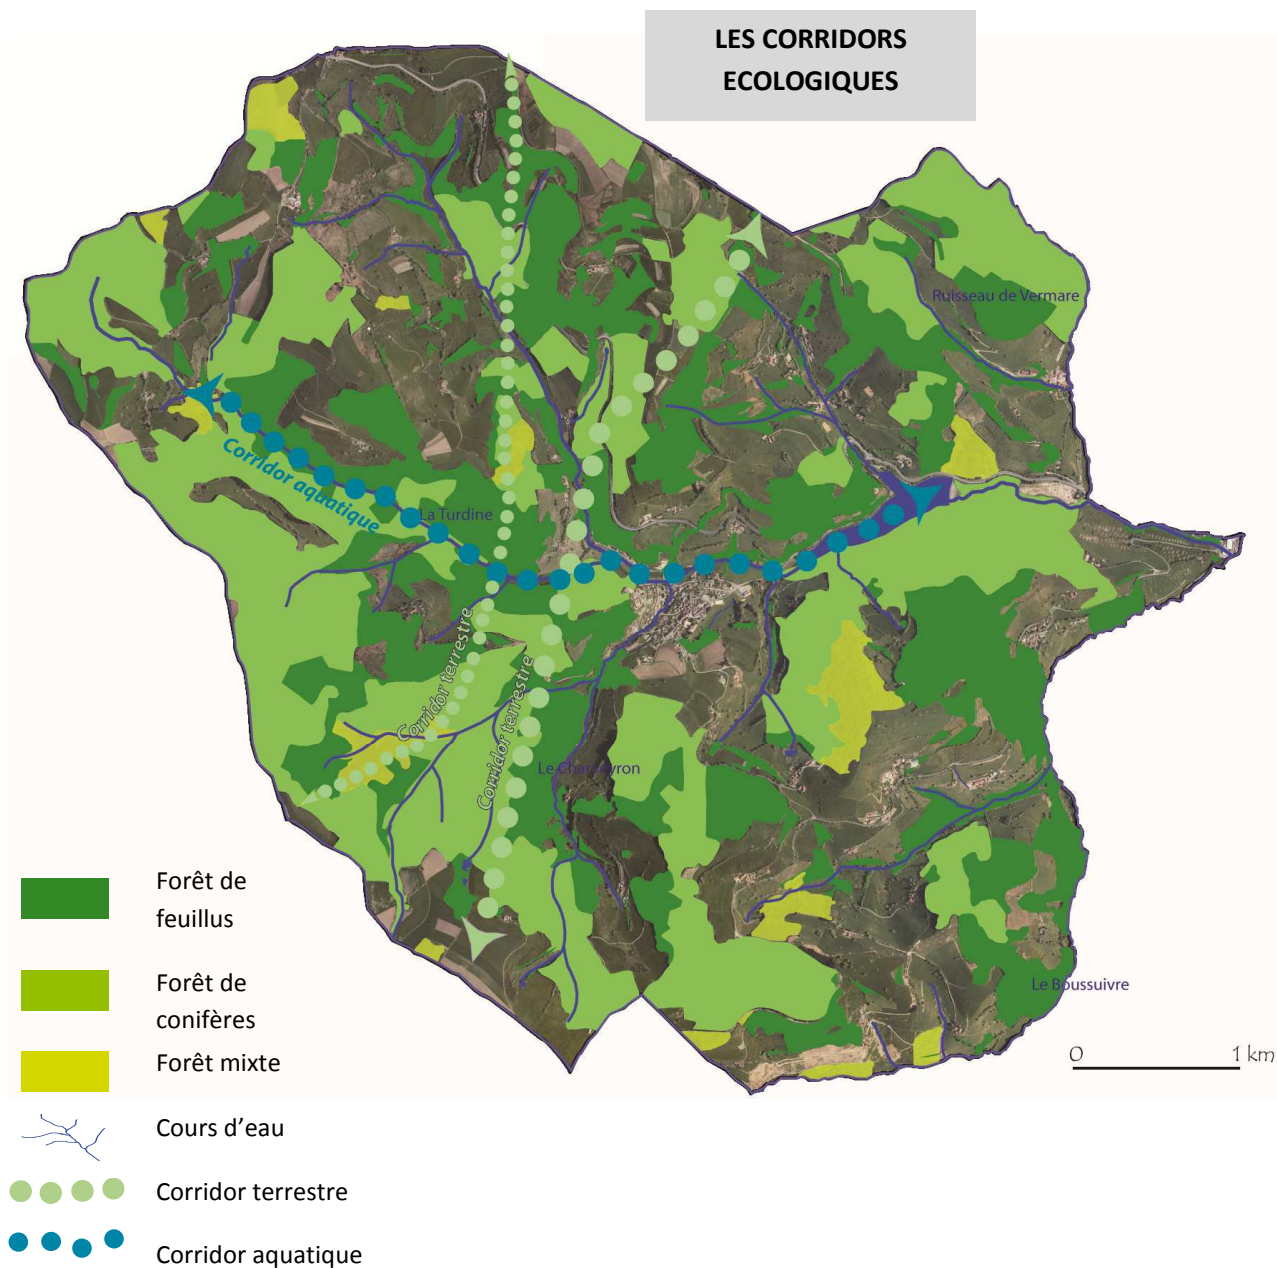 LES CORRIDORS
ECOLOGIQUES
Ruisseau de Vermare
Corridor aquatique
La Turdine
Corridor terrestre
Corridor terrestre
Le Boussuivre
0 1 km
Forêt de
feuillus
Forêt de
conifères
Forêt mixte
Cours d’eau
Corridor terrestre
Corridor aquatique